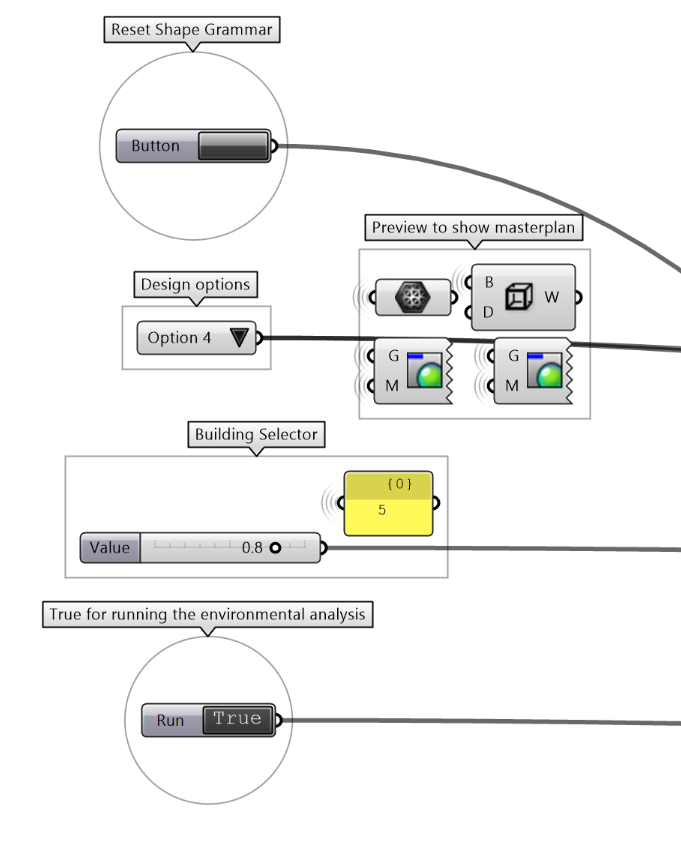 Reset Shape Grammar
Button
Preview to show masterplan
B
D
W
Design options
Option 4
G
M
G
M
Building Selector
{ 0 }
5
Value
0.8
True for running the environmental analysis
Run
True